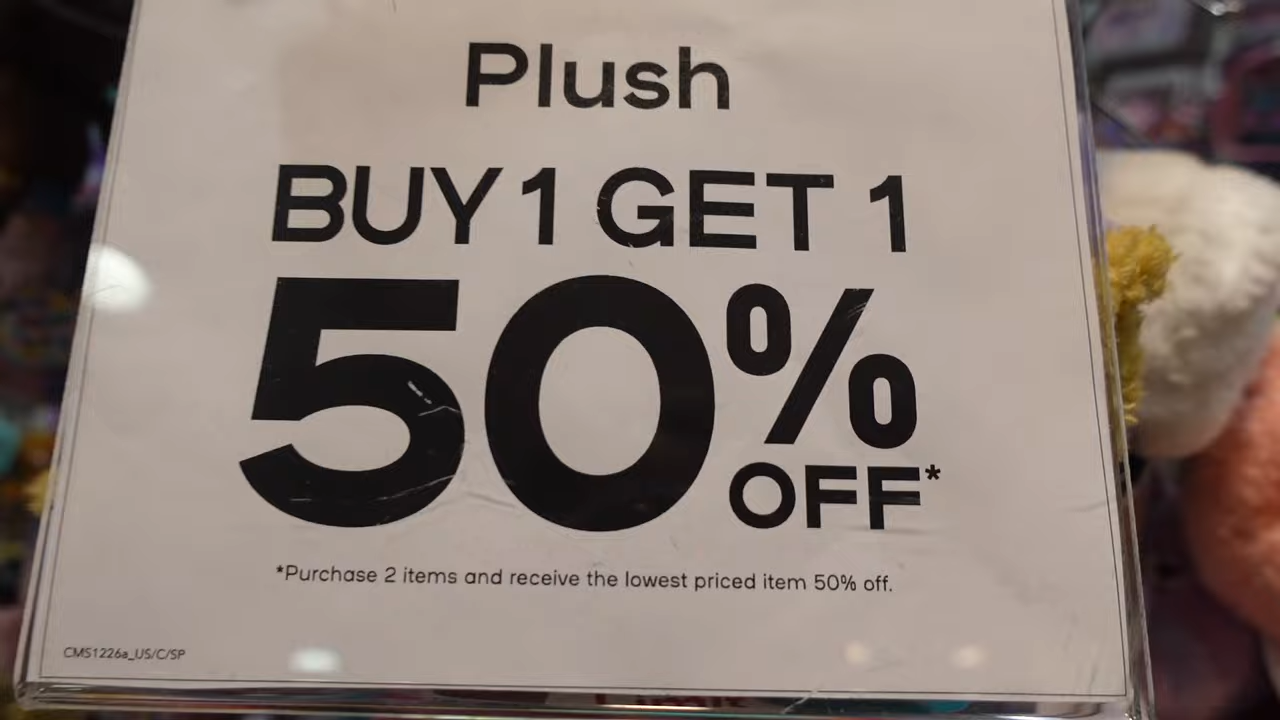 Plush
BUY 1 GET 1
50%
OFF*
*Purchase 2 items and receive the lowest priced item 50% off.
CMS1226a_US/C/SP